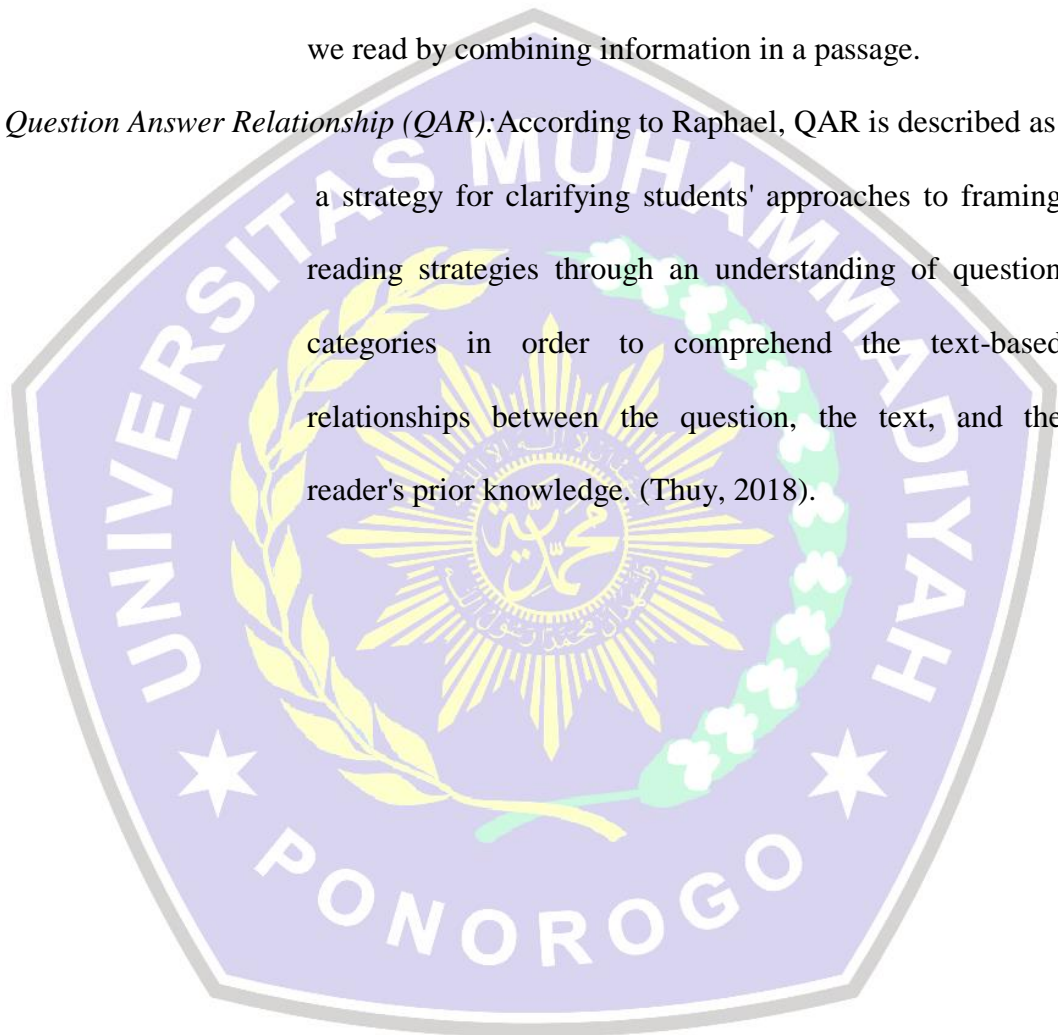 we read by combining information in a passage.
Question Answer Relationship (QAR):According to Raphael, QAR is described as
a strategy for clarifying students' approaches to framing
reading strategies through an understanding of question
categories in order to comprehend the text-based
relationships between the question, the text, and the
reader's prior knowledge. (Thuy, 2018).
UNIVERSITAS MUHAMMADIYAH
PONOROGO